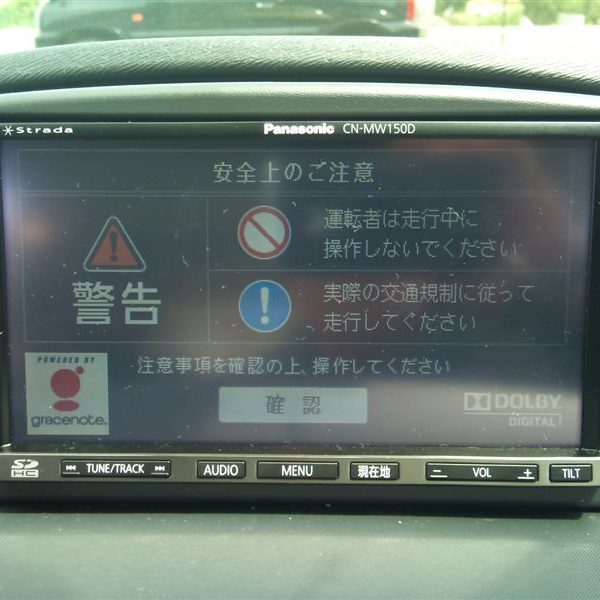 Strada
Panasonic CN-MW150D
安全上のご注意
警告
運転者は走行中に
操作しないでください
実際の交通規制に従って
走行してください
注意事項を確認の上、操作してください
POWERED BY
gracenote.
確認
DOLBY
DIGITAL
SD
HC
TUNE/TRACK
AUDIO
MENU
現在地
− VOL +
TILT